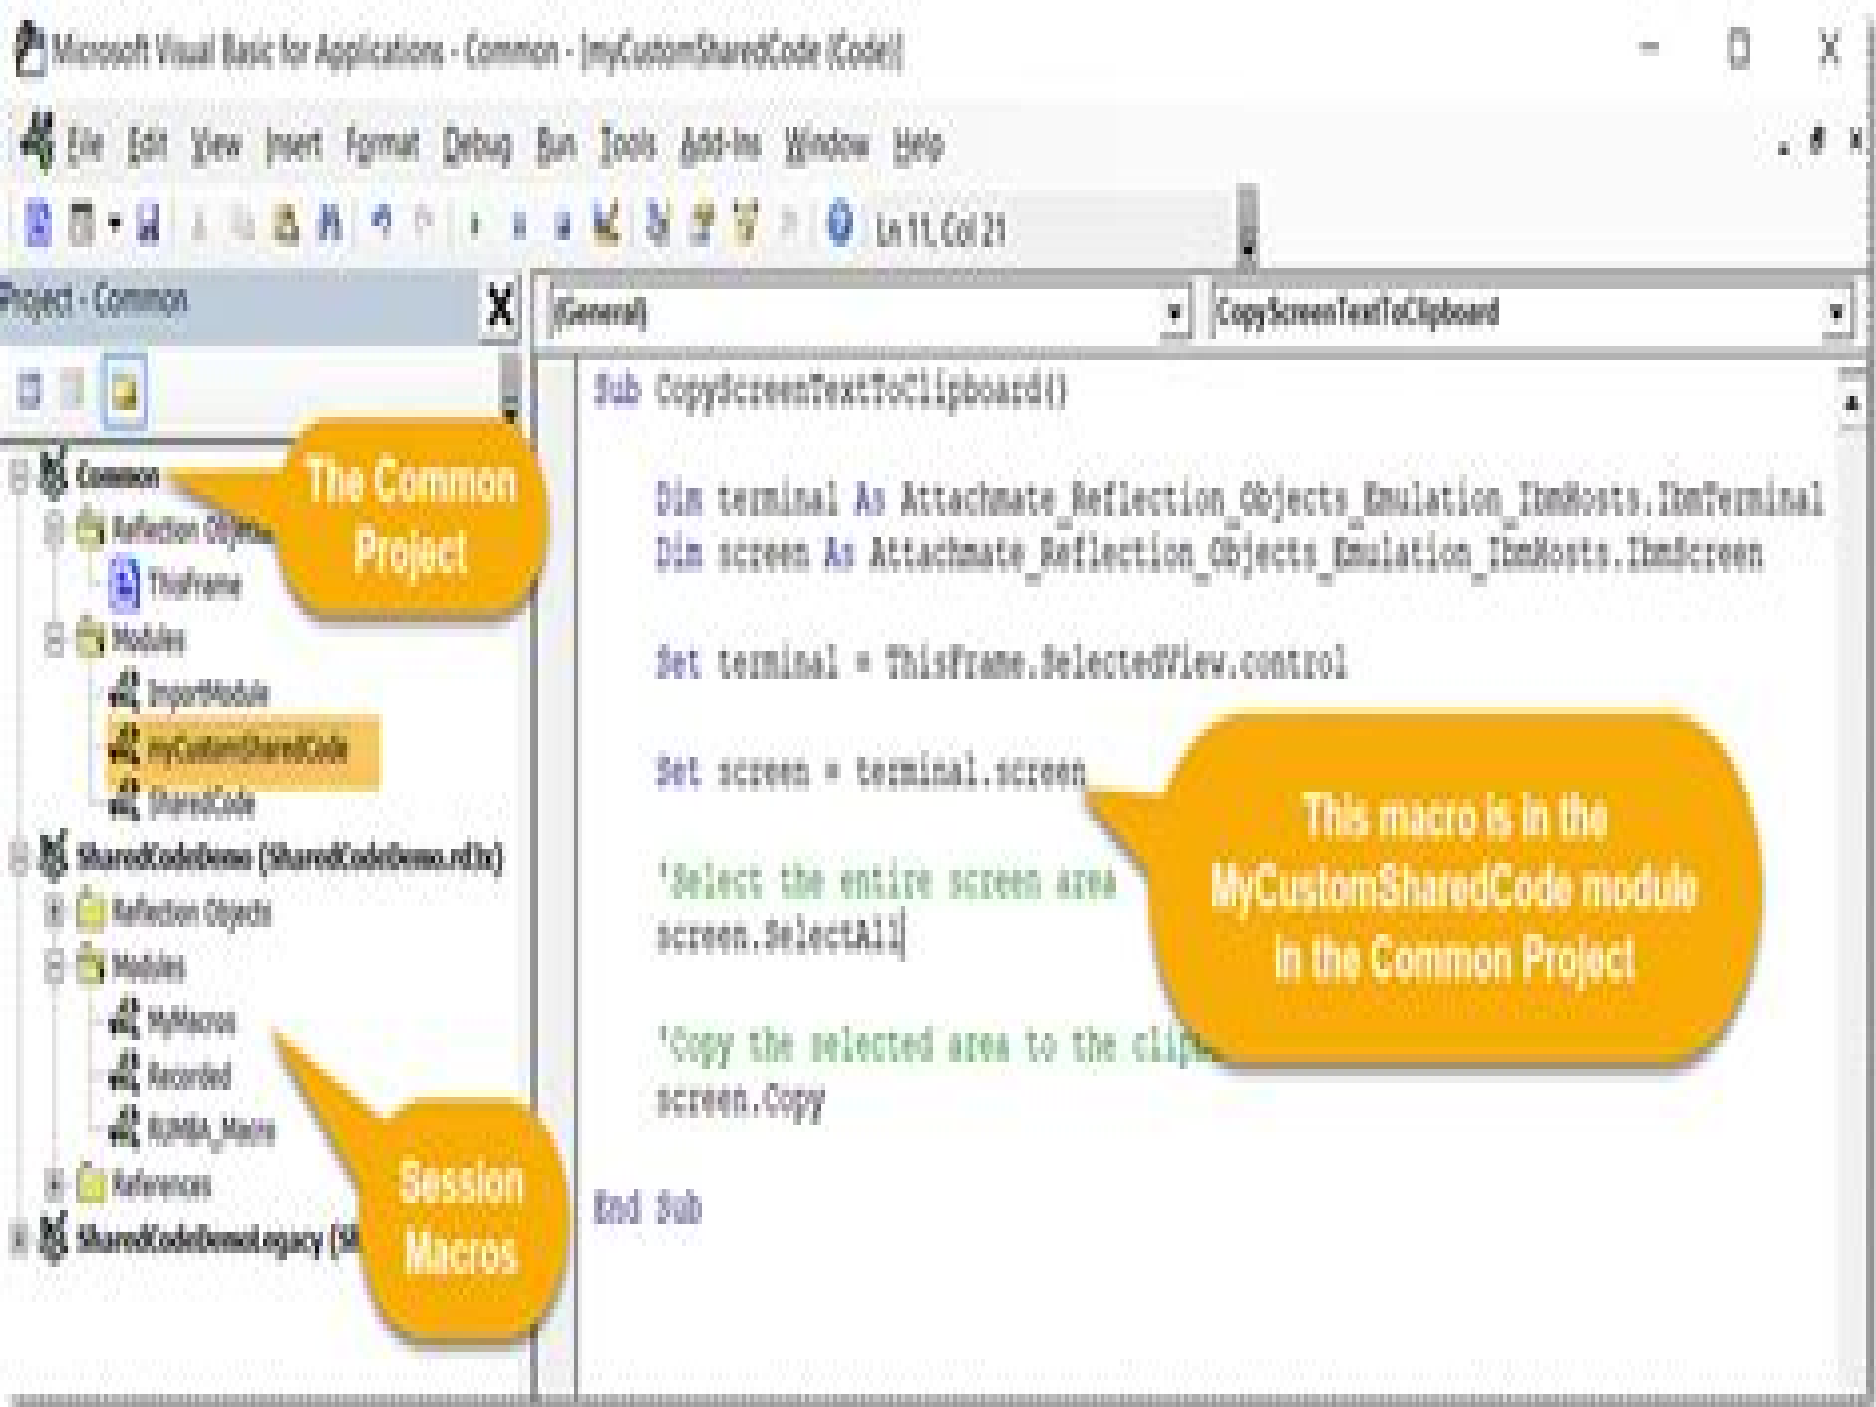 Microsoft Visual Basic for Applications - Common - [myCustomSharedCode (Code)]
File Edit View Insert Format Debug Run Tools Add-Ins Window Help
Ln 11, Col 21
Project - Common
(General)
CopyScreenTextToClipboard
Common
Reflection Obje
ThisFrame
Modules
ImportModule
myCustomSharedCode
SharedCode
SharedCodeDemo (SharedCodeDemo.rd3x)
Reflection Objects
Modules
MyMacros
Recorded
RUMBA_Macro
References
SharedCodeDemoLegacy (Sh
The Common
Project
Session
Macros
Sub CopyScreenTextToClipboard()
Dim terminal As Attachmate_Reflection_Objects_Emulation_IbmHosts.IbmTerminal
Dim screen As Attachmate_Reflection_Objects_Emulation_IbmHosts.IbmScreen
Set terminal = ThisFrame.SelectedView.control
Set screen = terminal.screen
'Select the entire screen area
screen.SelectAll
'Copy the selected area to the clip
screen.Copy
End Sub
This macro is in the
MyCustomSharedCode module
in the Common Project